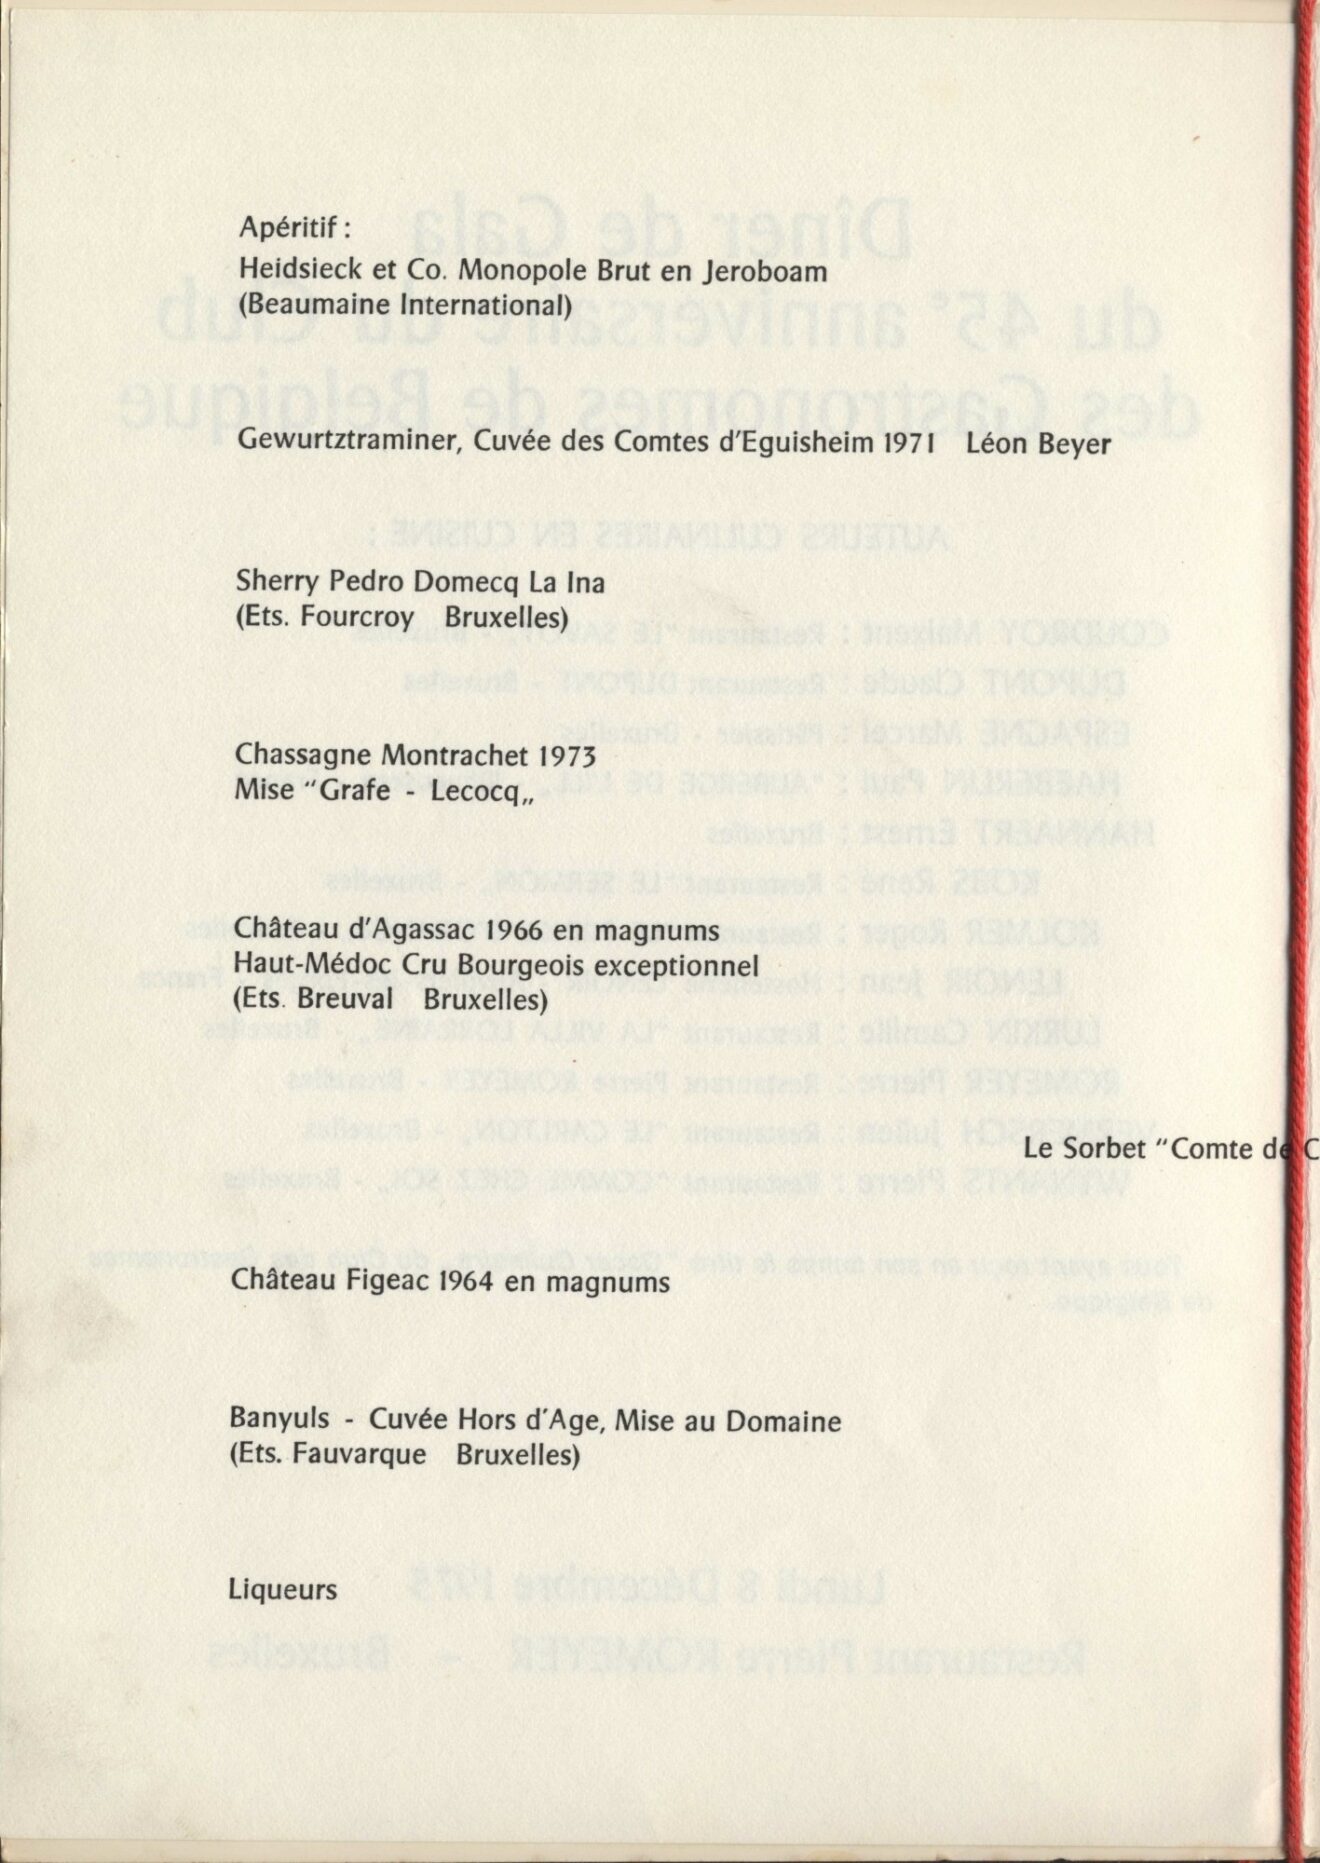 Apéritif :
Heidsieck et Co. Monopole Brut en Jeroboam
(Beaumaine International)
Gewurtztraminer, Cuvée des Comtes d'Eguisheim 1971 Léon Beyer
Sherry Pedro Domecq La Ina
(Ets. Fourcroy Bruxelles)
Chassagne Montrachet 1973
Mise "Grafe - Lecocq„
Château d'Agassac 1966 en magnums
Haut-Médoc Cru Bourgeois exceptionnel
(Ets. Breuval Bruxelles)
Le Sorbet "Comte de C
Château Figeac 1964 en magnums
Banyuls - Cuvée Hors d'Age, Mise au Domaine
(Ets. Fauvarque Bruxelles)
Liqueurs